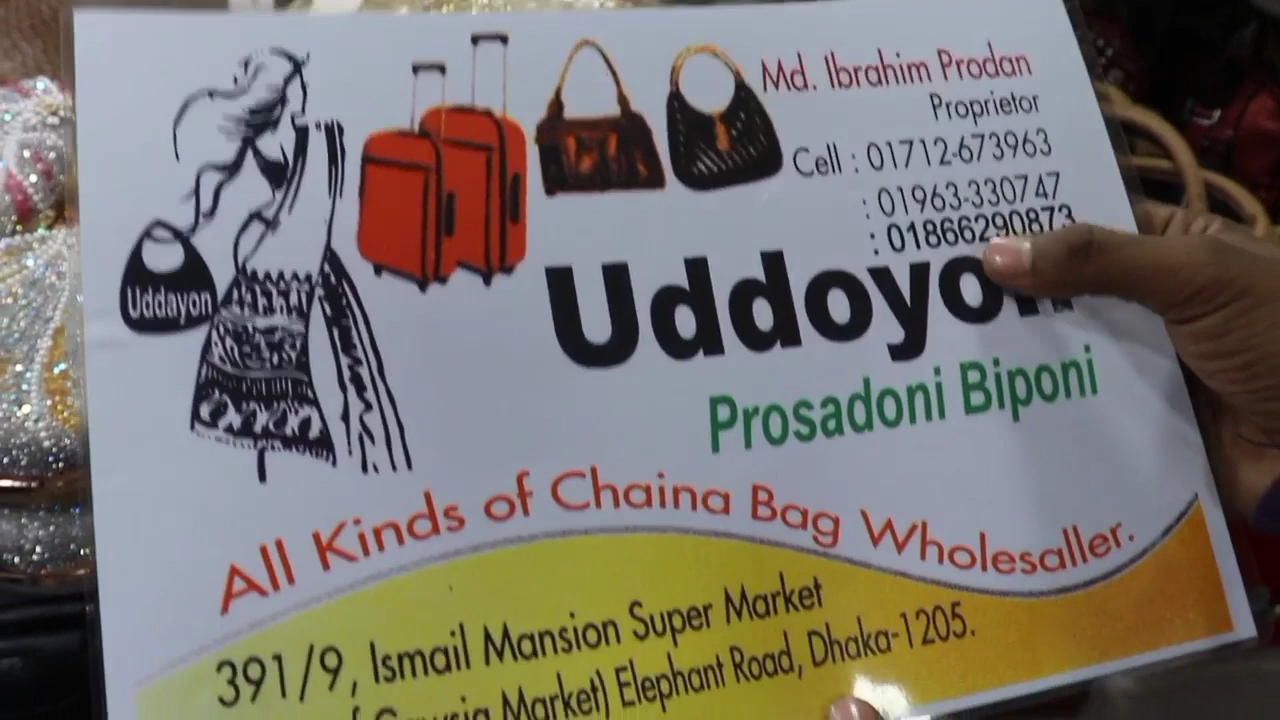 Md. Ibrahim Prodan
Proprietor
Cell : 01712-673963
: 01963-330747
: 01866290873
Uddayon
Uddoyon
Prosadoni Biponi
All Kinds of Chaina Bag Wholesaller.
391/9, Ismail Mansion Super Market
Market) Elephant Road, Dhaka-1205.